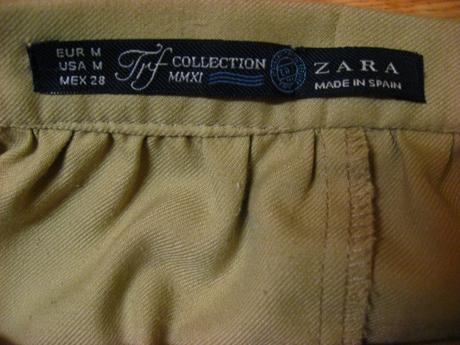 EUR M
USA M
MEX 28
Trf COLLECTION
MMXI
ZARA
MADE IN SPAIN